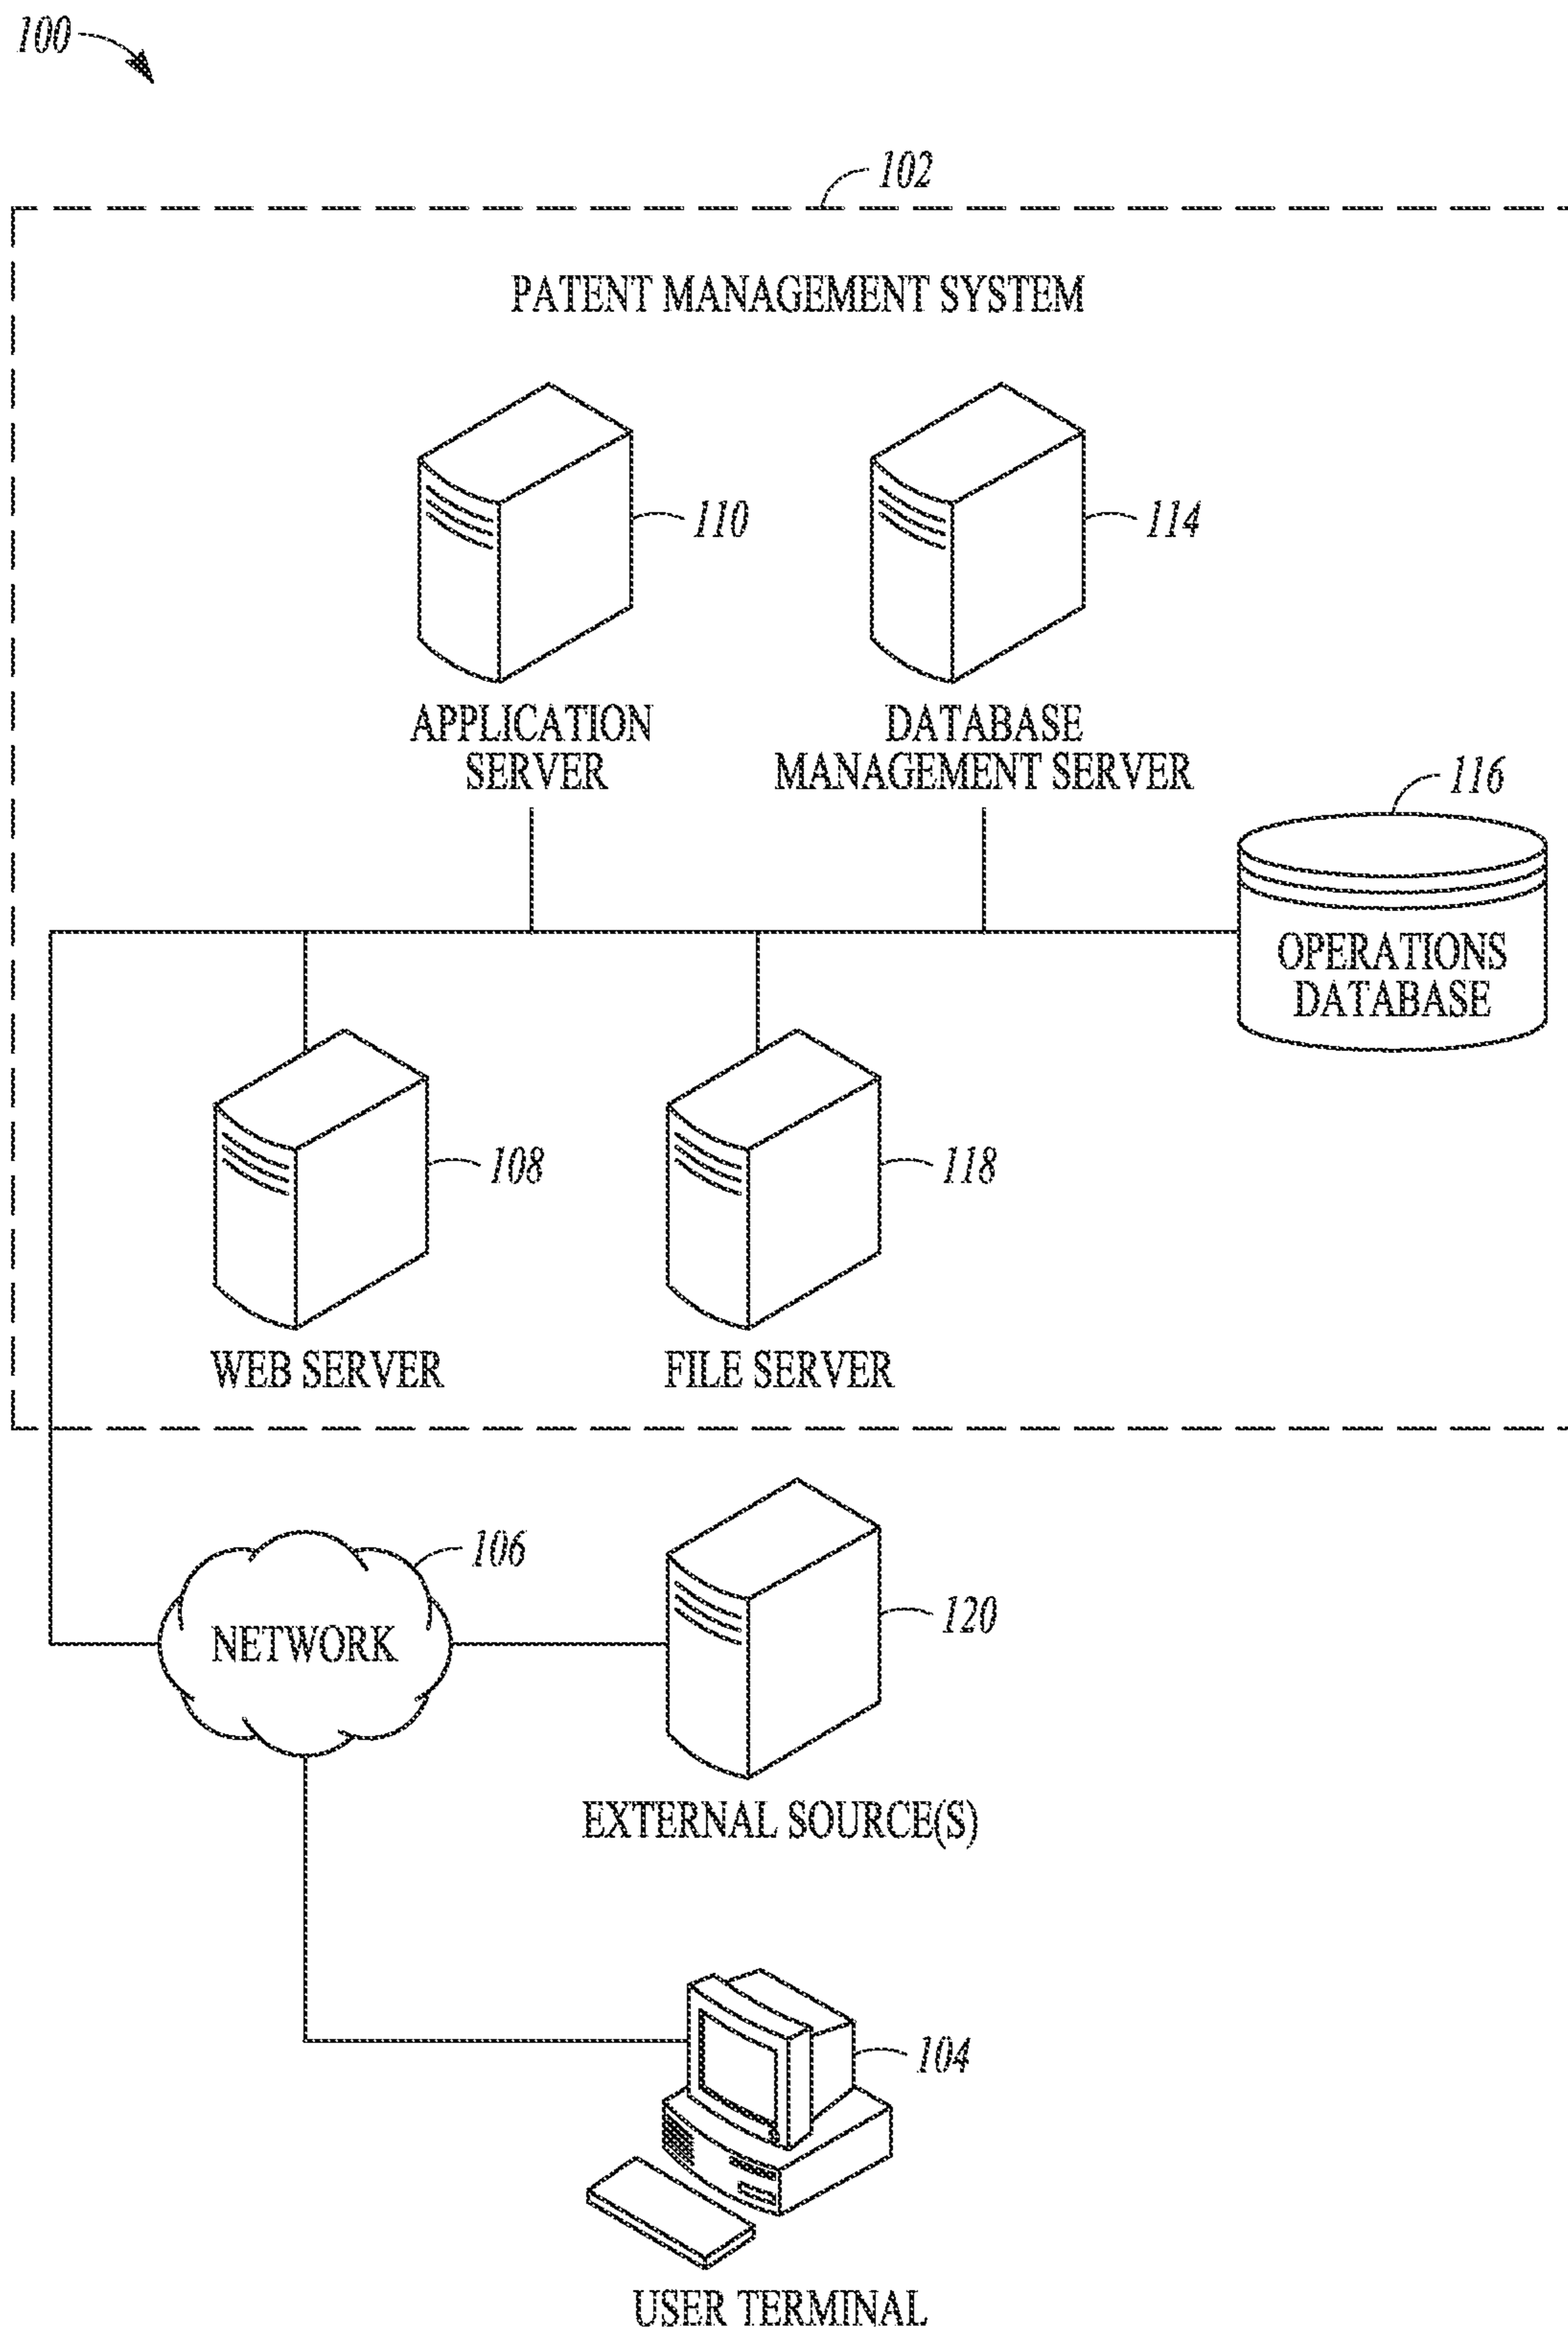 100
102
PATENT MANAGEMENT SYSTEM
110
114
APPLICATION
SERVER
DATABASE
MANAGEMENT SERVER
116
OPERATIONS
DATABASE
108
118
WEB SERVER
FILE SERVER
106
NETWORK
120
EXTERNAL SOURCE(S)
104
USER TERMINAL